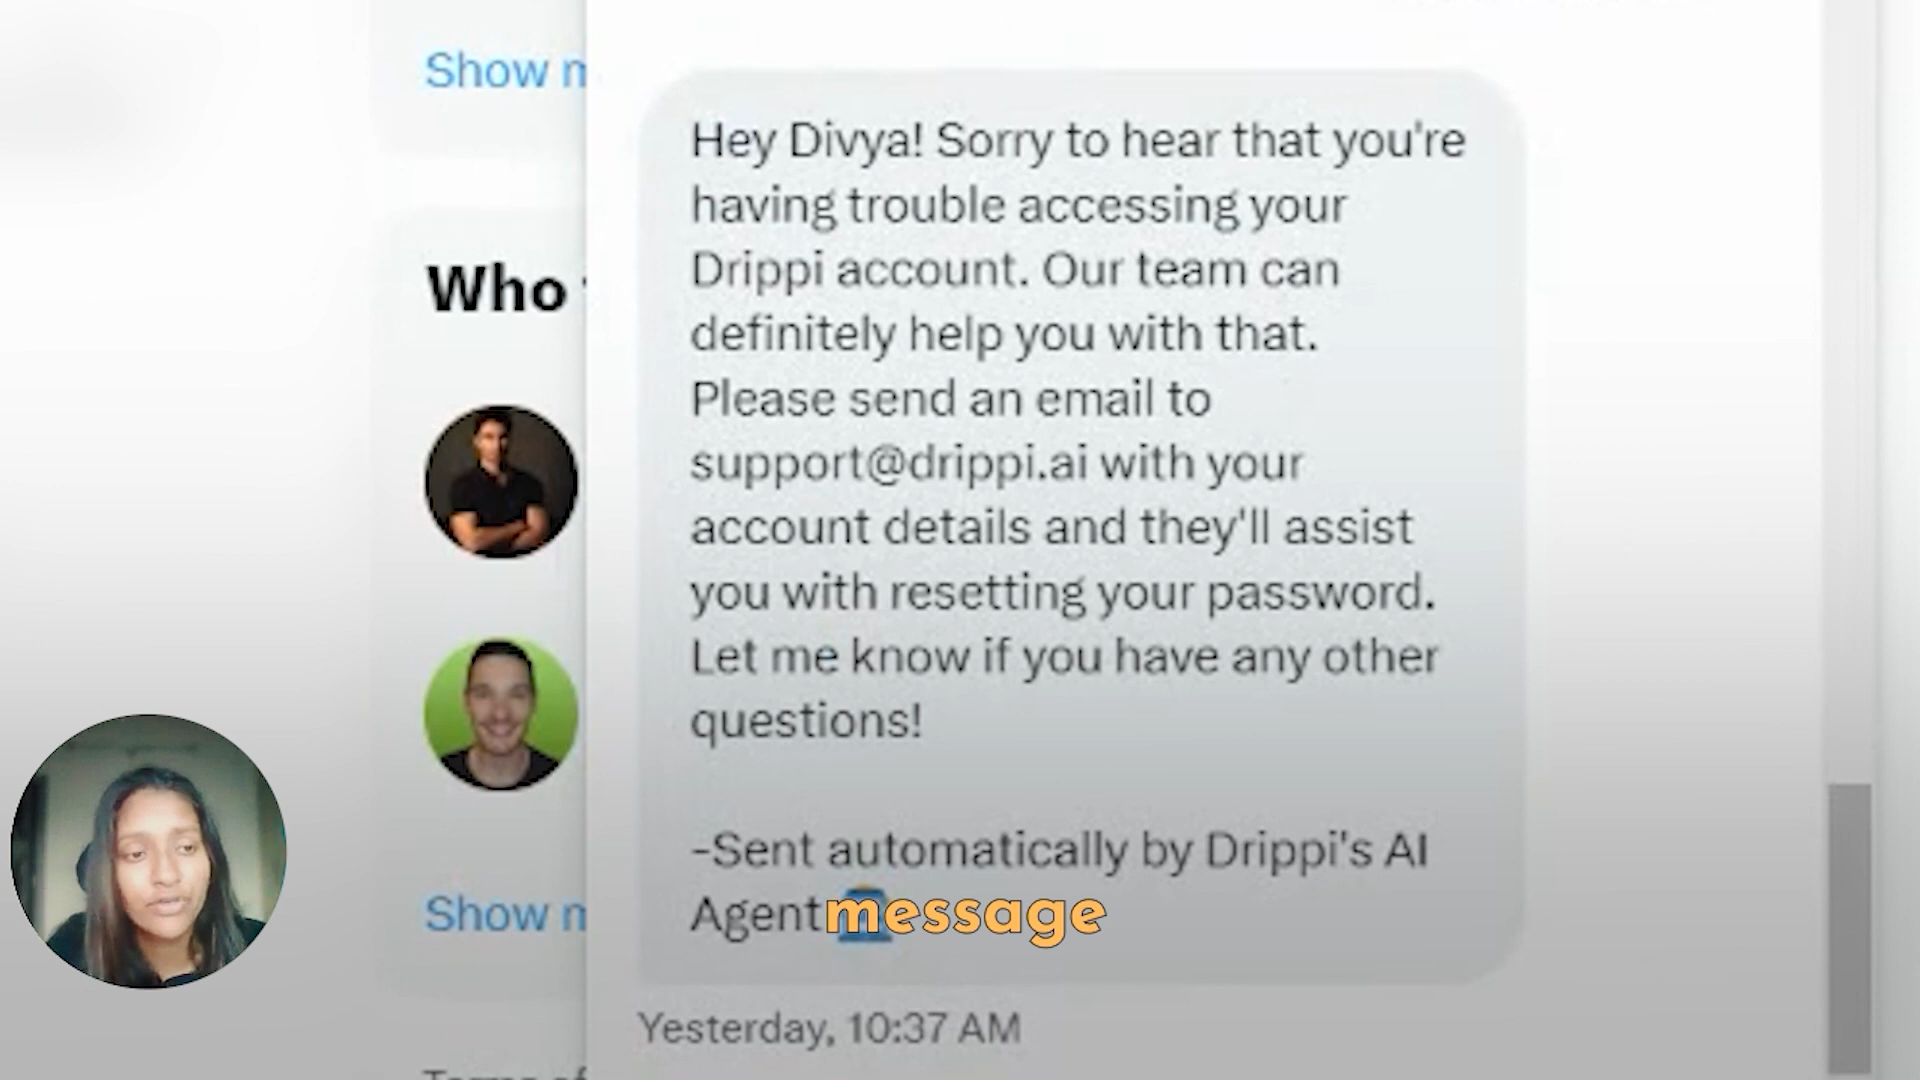 Show
Who
Show
Hey Divya! Sorry to hear that you're
having trouble accessing your
Drippi account. Our team can
definitely help you with that.
Please send an email to
support@drippi.ai with your
account details and they'll assist
you with resetting your password.
Let me know if you have any other
questions!
-Sent automatically by Drippi's AI
Agent
message
Yesterday, 10:37 AM